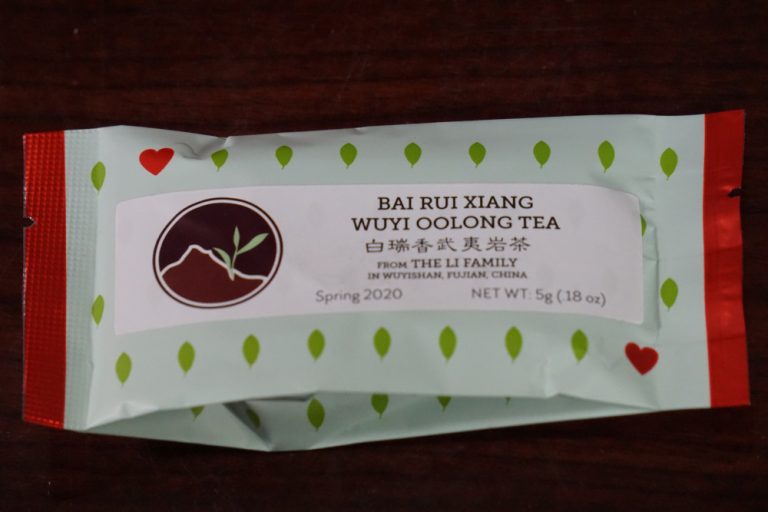 BAI RUI XIANG
WUYI OOLONG TEA
白瑞香武夷岩茶
FROM THE LI FAMILY
IN WUYISHAN, FUJIAN, CHINA
Spring 2020 NET WT: 5g (.18 oz)